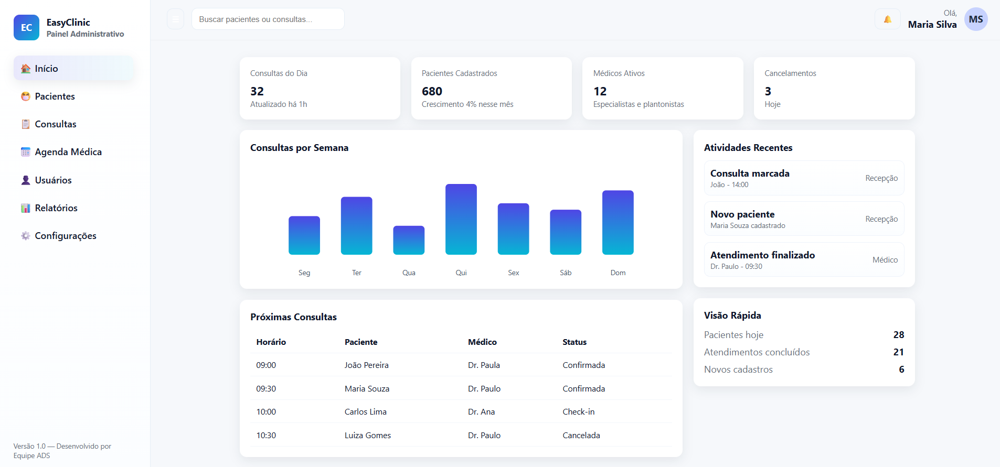 EC
EasyClinic
Painel Administrativo
Início
Pacientes
Consultas
Agenda Médica
Usuários
Relatórios
Configurações
Versão 1.0 — Desenvolvido por
Equipe ADS
Buscar pacientes ou consultas...
Olá,
Maria Silva
MS
Consultas do Dia
32
Atualizado há 1h
Pacientes Cadastrados
680
Crescimento 4% nesse mês
Médicos Ativos
12
Especialistas e plantonistas
Cancelamentos
3
Hoje
Consultas por Semana
Seg Ter Qua Qui Sex Sáb Dom
Atividades Recentes
Consulta marcada
João - 14:00
Recepção
Novo paciente
Maria Souza cadastrado
Recepção
Atendimento finalizado
Dr. Paulo - 09:30
Médico
Próximas Consultas
Horário Paciente Médico Status
09:00 João Pereira Dr. Paula Confirmada
09:30 Maria Souza Dr. Paulo Confirmada
10:00 Carlos Lima Dr. Ana Check-in
10:30 Luiza Gomes Dr. Paulo Cancelada
Visão Rápida
Pacientes hoje 28
Atendimentos concluídos 21
Novos cadastros 6